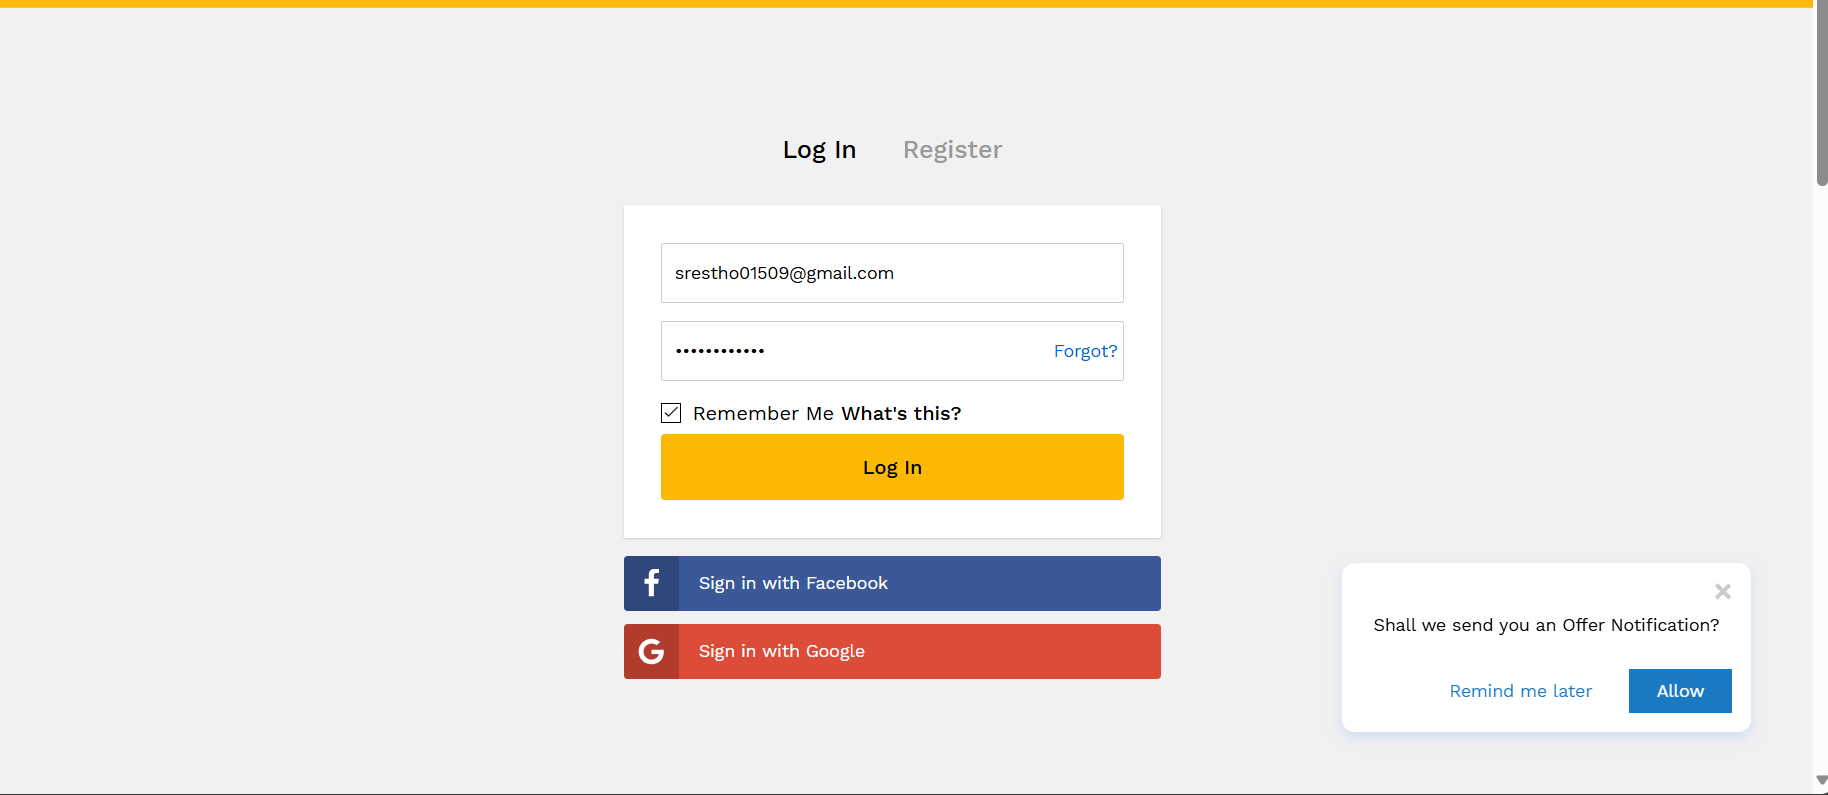 Log In
Register
srestho01509@gmail.com
••••••••••••
Forgot?
Remember Me What's this?
Log In
Sign in with Facebook
Sign in with Google
Shall we send you an Offer Notification?
Remind me later
Allow